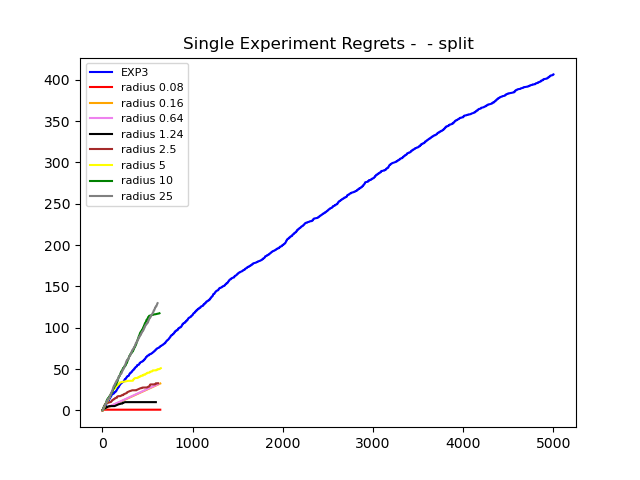 Single Experiment Regrets -  - split
EXP3
radius 0.08
radius 0.16
radius 0.64
radius 1.24
radius 2.5
radius 5
radius 10
radius 25
400
350
300
250
200
150
100
50
0
0 1000 2000 3000 4000 5000